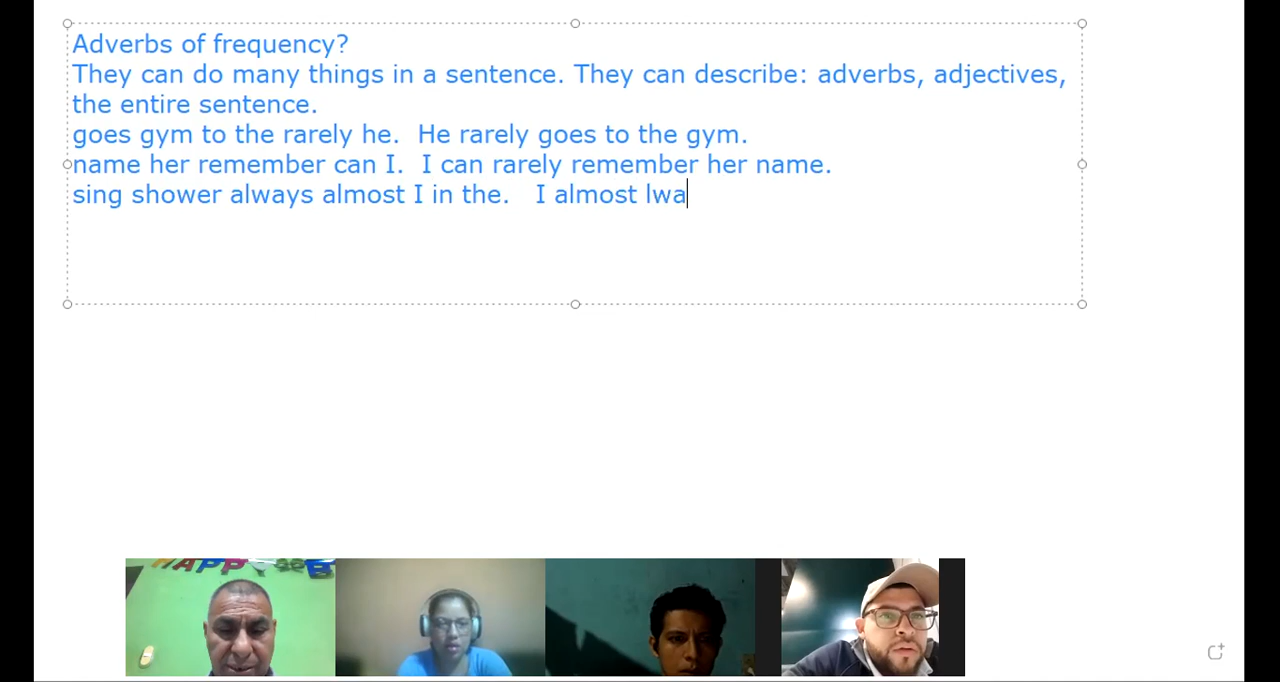 Adverbs of frequency?
They can do many things in a sentence. They can describe: adverbs, adjectives,
the entire sentence.
goes gym to the rarely he.  He rarely goes to the gym.
name her remember can I.  I can rarely remember her name.
sing shower always almost I in the.   I almost lwa
HAPPY